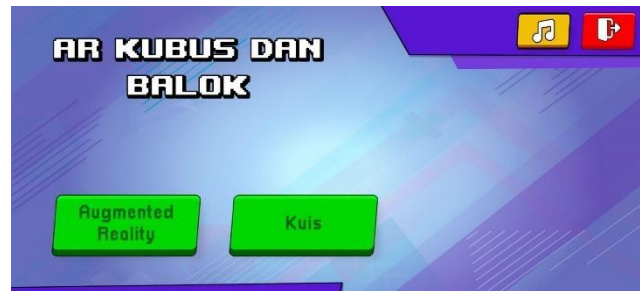 AR KUBUS DAN
BALOK
Augmented
Reality
Kuis